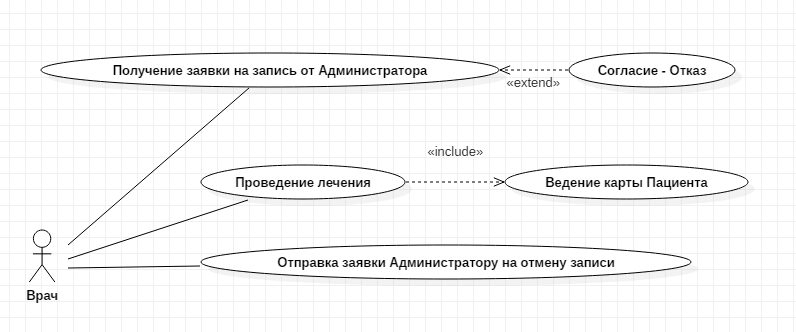 Получение заявки на запись от Администратора
Согласие - Отказ
«extend»
«include»
Проведение лечения
Ведение карты Пациента
Отправка заявки Администратору на отмену записи
Врач